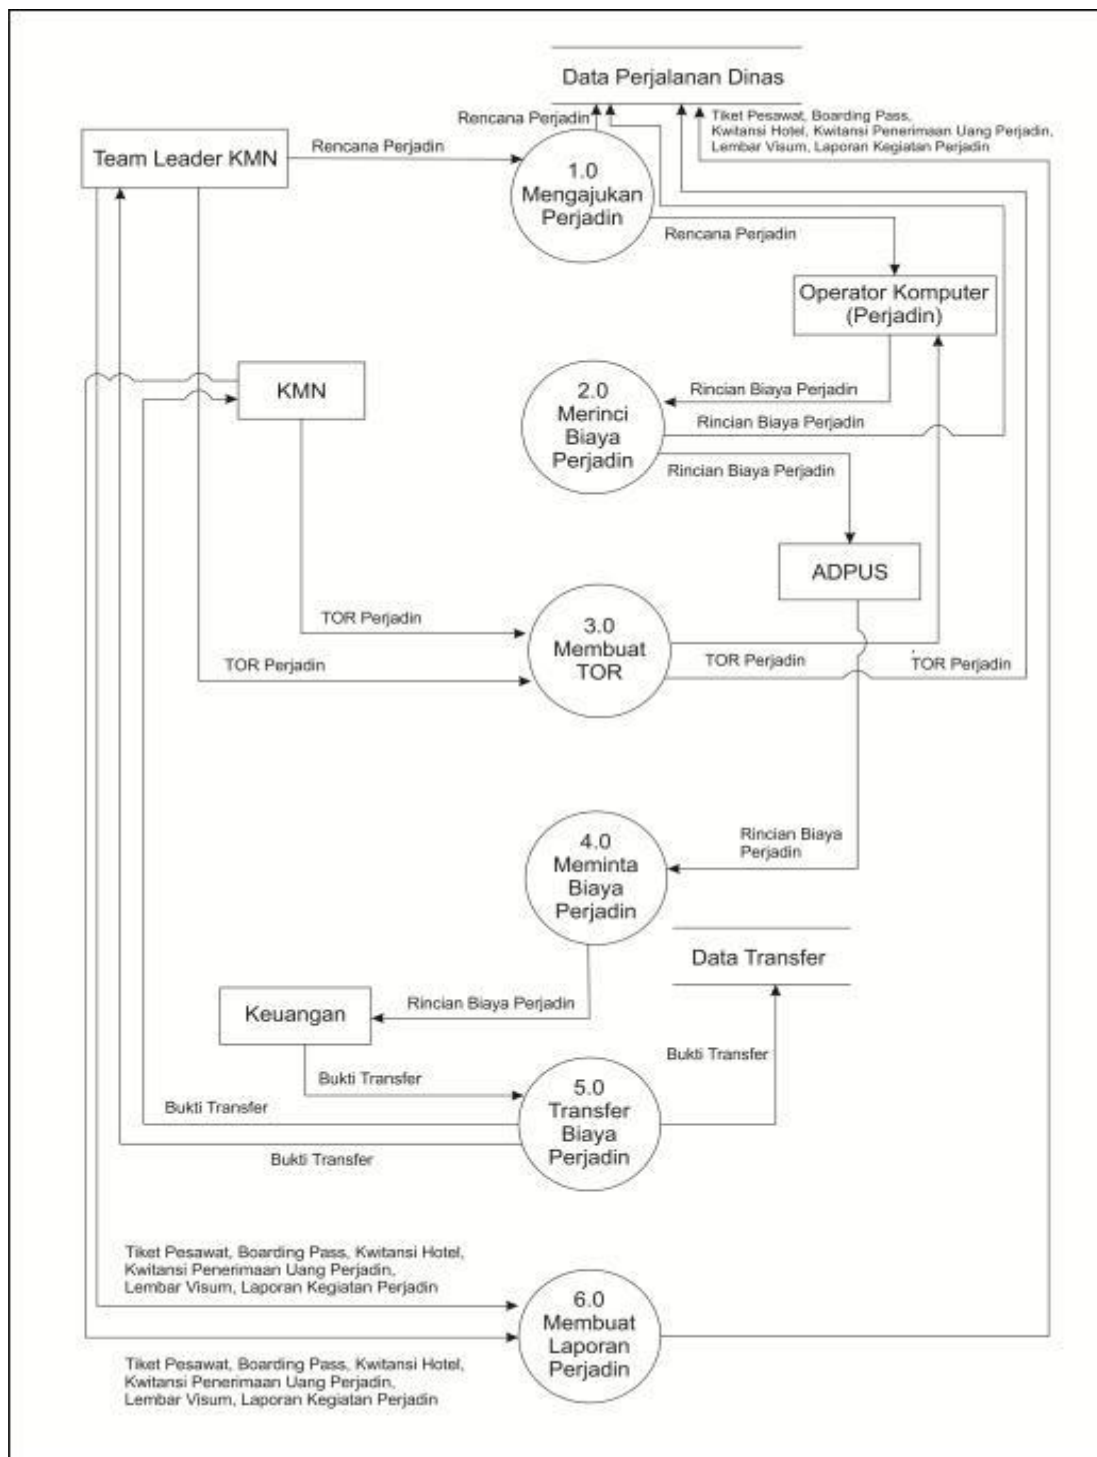 Data Perjalanan Dinas
Rencana Perjadin
Tiket Pesawat, Boarding Pass,
Kwitansi Hotel, Kwitansi Penerimaan Uang Perjadin,
Lembar Visum, Laporan Kegiatan Perjadin
Team Leader KMN
Rencana Perjadin
1.0
Mengajukan
Perjadin
Rencana Perjadin
Operator Komputer
(Perjadin)
KMN
2.0
Merinci
Biaya
Perjadin
Rincian Biaya Perjadin
Rincian Biaya Perjadin
Rincian Biaya Perjadin
ADPUS
TOR Perjadin
3.0
Membuat
TOR
TOR Perjadin
TOR Perjadin
TOR Perjadin
4.0
Meminta
Biaya
Perjadin
Rincian Biaya
Perjadin
Data Transfer
Keuangan
Rincian Biaya Perjadin
Bukti Transfer
Bukti Transfer
5.0
Transfer
Biaya
Perjadin
Bukti Transfer
Bukti Transfer
Tiket Pesawat, Boarding Pass, Kwitansi Hotel,
Kwitansi Penerimaan Uang Perjadin,
Lembar Visum, Laporan Kegiatan Perjadin
6.0
Membuat
Laporan
Perjadin
Tiket Pesawat, Boarding Pass, Kwitansi Hotel,
Kwitansi Penerimaan Uang Perjadin,
Lembar Visum, Laporan Kegiatan Perjadin